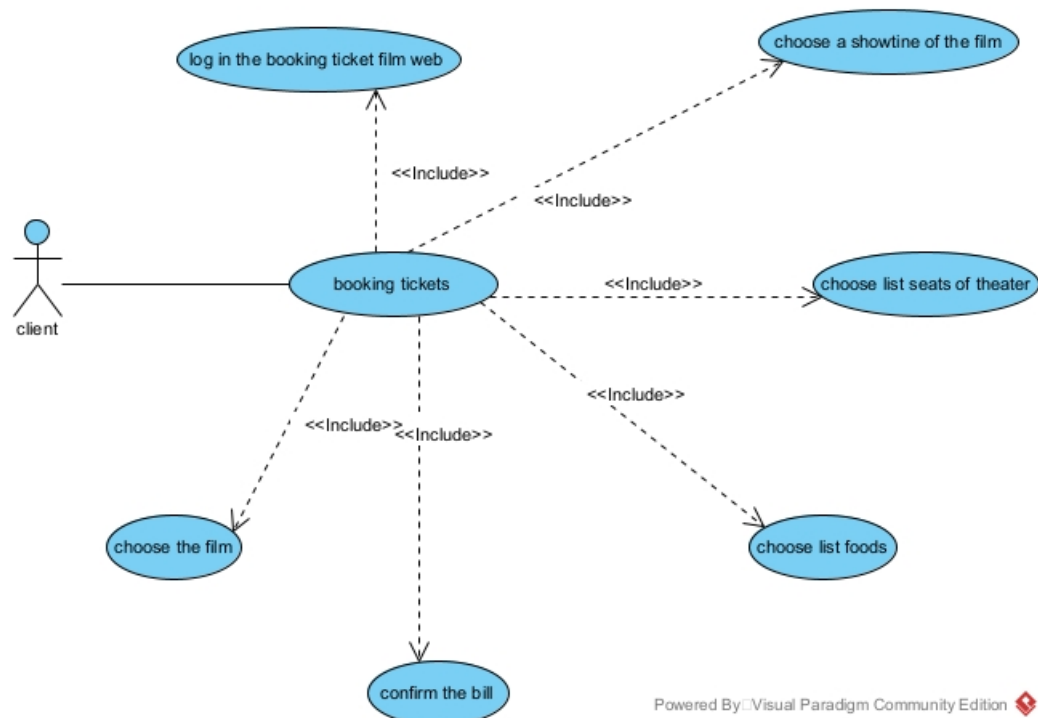 choose a showtine of the film
log in the booking ticket film web
<<Include>>
<<Include>>
booking tickets
<<Include>>
choose list seats of theater
client
<<Include>>
<<Include>>
<<Include>>
choose the film
choose list foods
confirm the bill
Powered By Visual Paradigm Community Edition